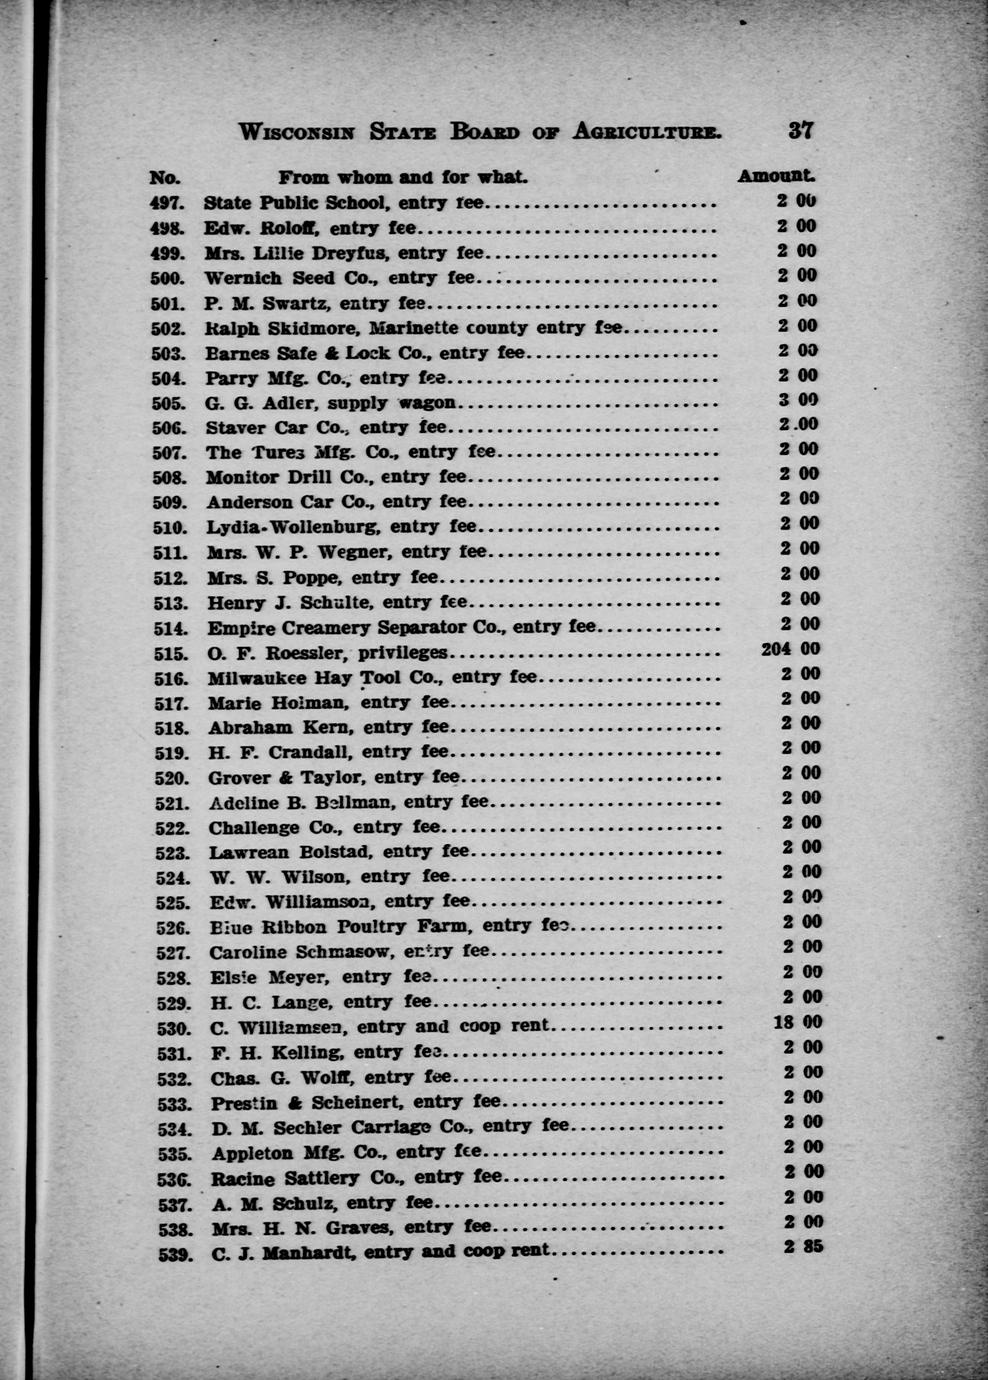 WISCONSIN STATE BOARD OF AGRICULTURE. 37
No. From whom and for what. Amount.
497. State Public School, entry fee........................ 2 00
498. Edw. Roloff, entry fee............................... 2 00
499. Mrs. Lillie Dreyfus, entry fee........................ 2 00
500. Wernich Seed Co., entry fee......................... 2 00
501. P. M. Swartz, entry fee.............................. 2 00
502. Ralph Skidmore, Marinette county entry fee.......... 2 00
503. Barnes Safe & Lock Co., entry fee.................... 2 00
504. Parry Mfg. Co., entry fee............................ 2 00
505. G. G. Adler, supply wagon........................... 3 00
506. Staver Car Co., entry fee............................ 2.00
507. The Tures Mfg. Co., entry fee....................... 2 00
508. Monitor Drill Co., entry fee.......................... 2 00
509. Anderson Car Co., entry fee.......................... 2 00
510. Lydia-Wollenburg, entry fee......................... 2 00
511. Mrs. W. P. Wegner, entry fee........................ 2 00
512. Mrs. S. Poppe, entry fee............................. 2 00
513. Henry J. Schulte, entry fee.......................... 2 00
514. Empire Creamery Separator Co., entry fee............. 2 00
515. O. F. Roessler, privileges............................ 204 00
516. Milwaukee Hay Tool Co., entry fee................... 2 00
517. Marie Holman, entry fee............................ 2 00
518. Abraham Kern, entry fee............................ 2 00
519. H. F. Crandall, entry fee............................ 2 00
520. Grover & Taylor, entry fee........................... 2 00
521. Adeline B. Bellman, entry fee........................ 2 00
522. Challenge Co., entry fee............................. 2 00
523. Lawrean Bolstad, entry fee.......................... 2 00
524. W. W. Wilson, entry fee............................ 2 00
525. Edw. Williamson, entry fee.......................... 2 00
526. Blue Ribbon Poultry Farm, entry fee................ 2 00
527. Caroline Schmasow, entry fee........................ 2 00
528. Elsie Meyer, entry fee.............................. 2 00
529. H. C. Lange, entry fee.............................. 2 00
530. C. Williamsen, entry and coop rent.................. 18 00
531. F. H. Kelling, entry fee............................. 2 00
532. Chas. G. Wolff, entry fee............................ 2 00
533. Prestin & Scheinert, entry fee....................... 2 00
534. D. M. Sechler Carriage Co., entry fee................ 2 00
535. Appleton Mfg. Co., entry fee......................... 2 00
536. Racine Sattlery Co., entry fee....................... 2 00
537. A. M. Schulz, entry fee.............................. 2 00
538. Mrs. H. N. Graves, entry fee........................ 2 00
539. C. J. Manhardt, entry and coop rent.................. 2 85